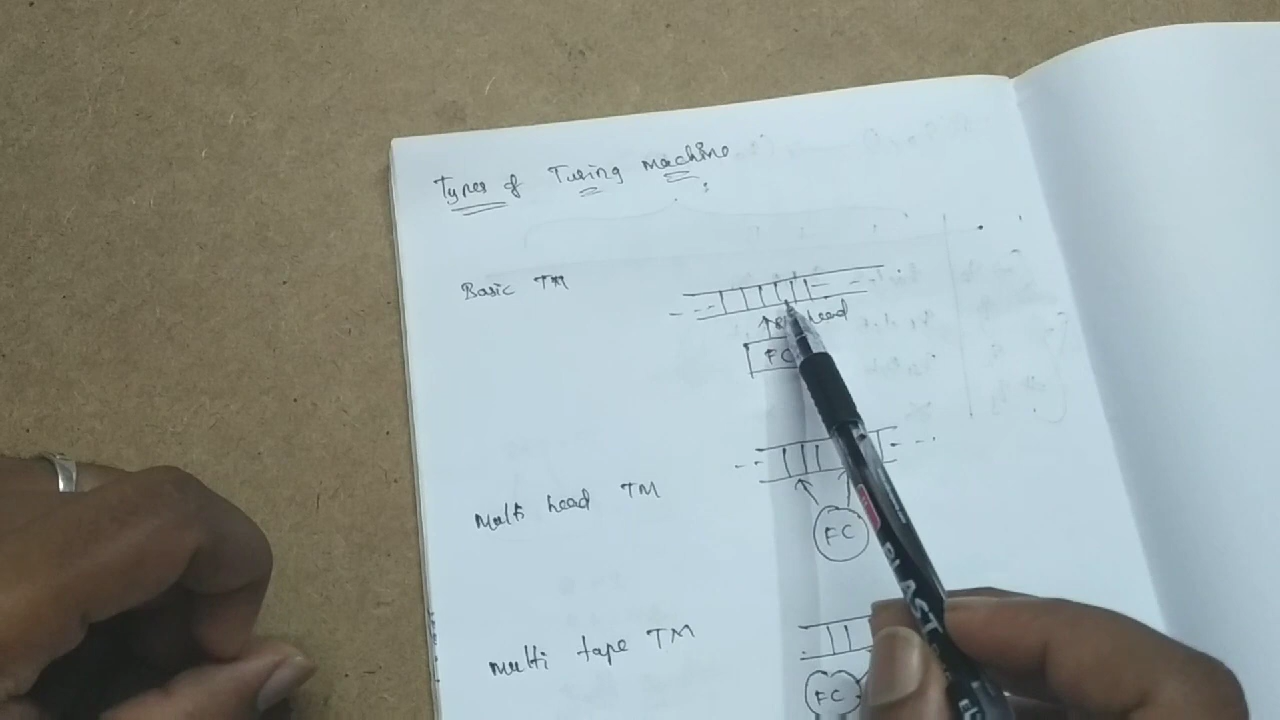 Types of Turing machine
Basic TM
head
FC
Multi head TM
FC
multi tape TM
FC